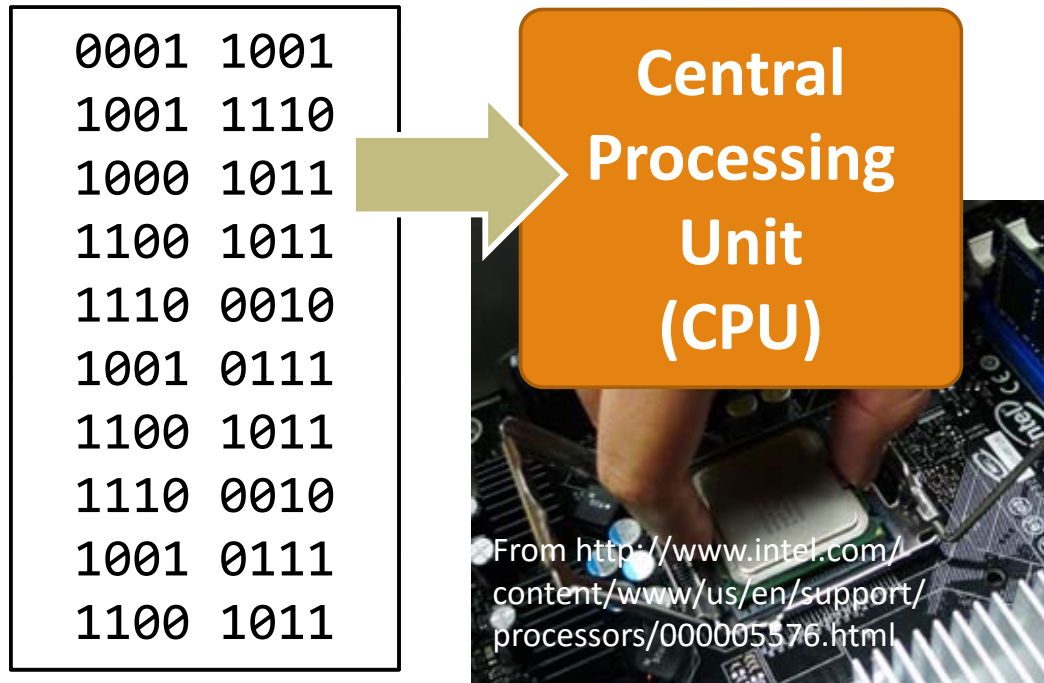 0001 1001
1001 1110
1000 1011
1100 1011
1110 0010
1001 0111
1100 1011
1110 0010
1001 0111
1100 1011
Central
Processing
Unit
(CPU)
intel
From http://www.intel.com/
content/www/us/en/support/
processors/000005576.html